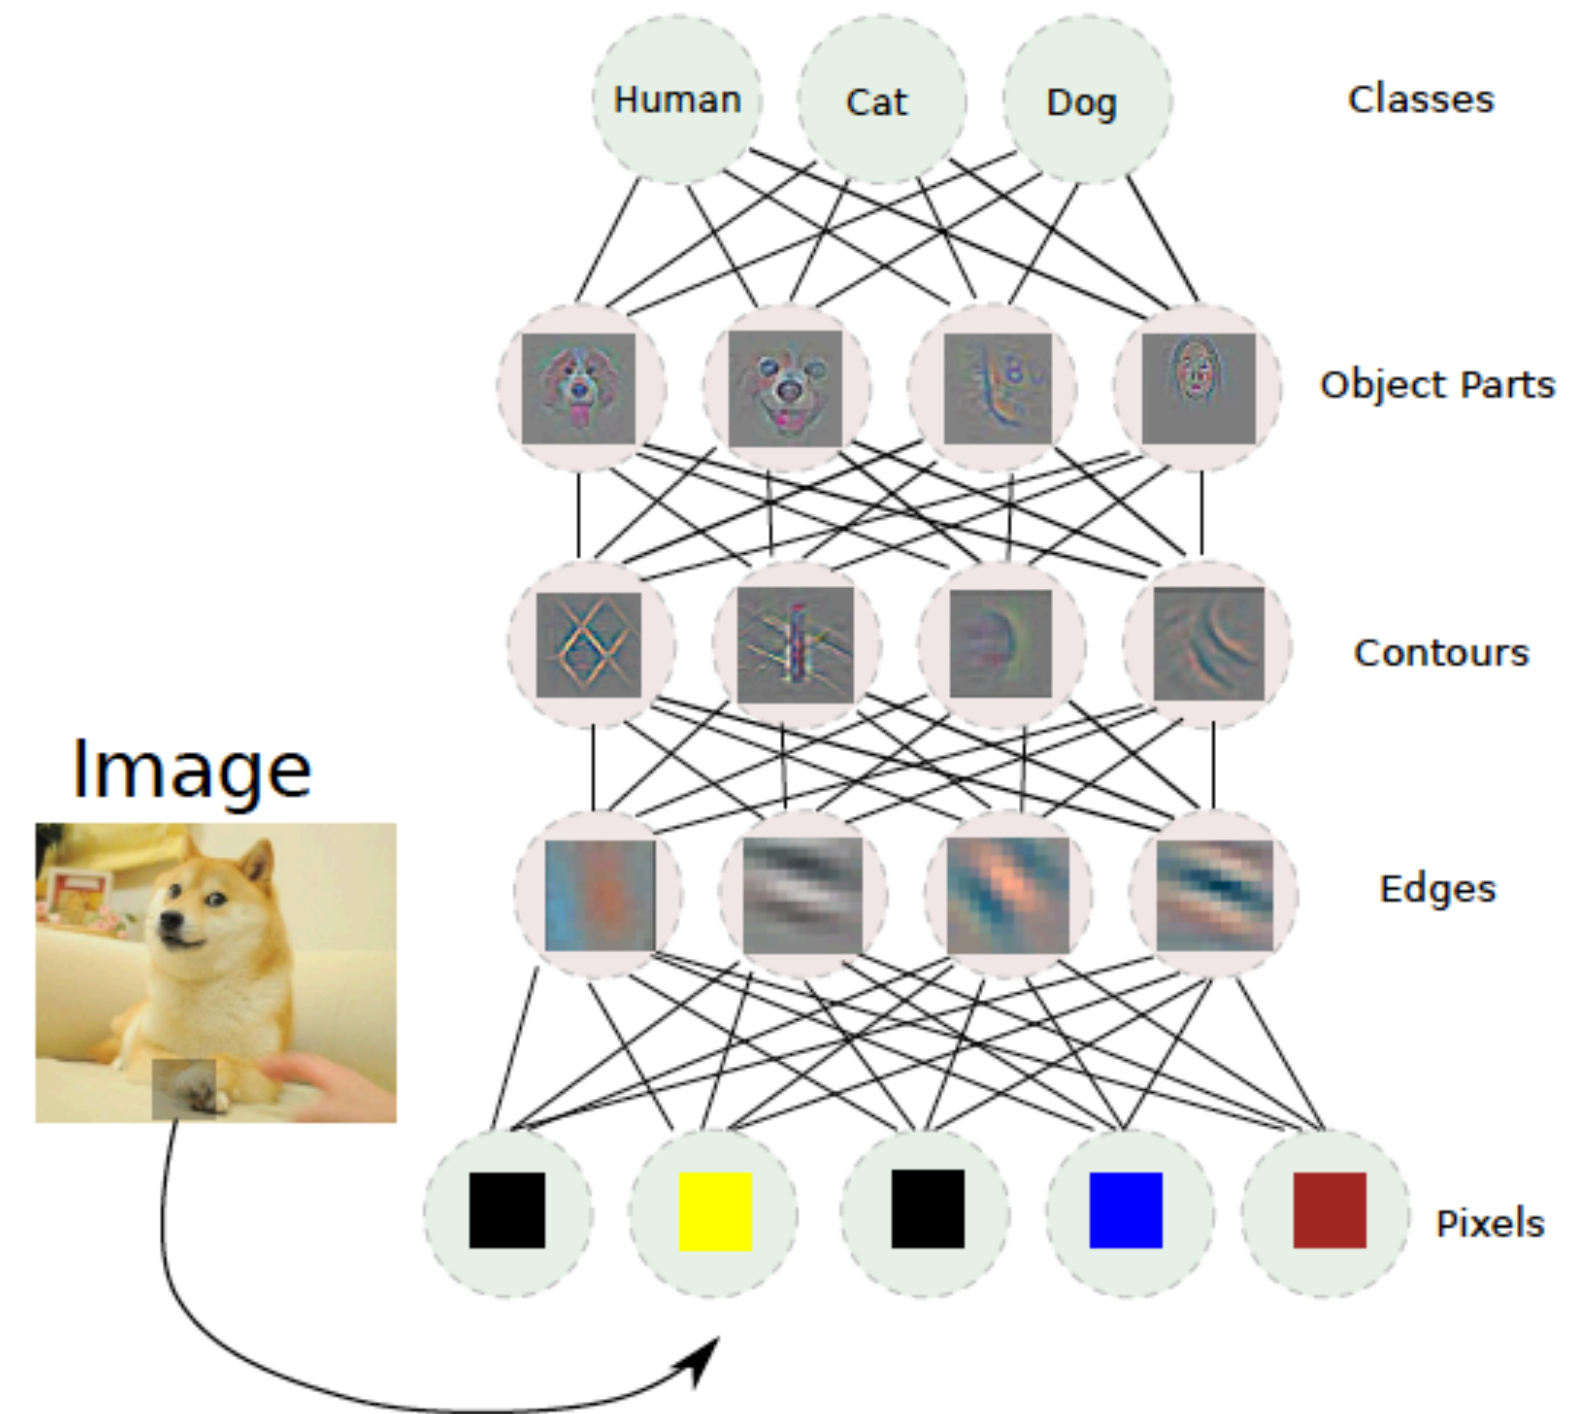 Human
Cat
Dog
Classes
Object Parts
Contours
Image
Edges
Pixels